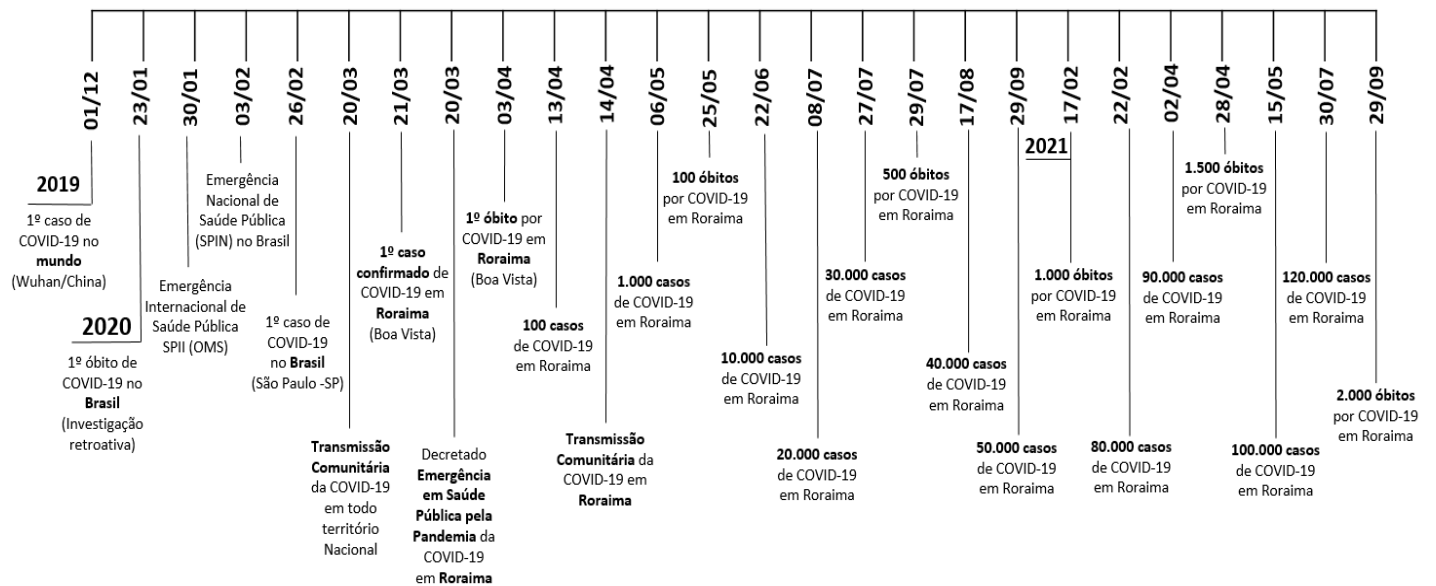 01/12
23/01
30/01
03/02
26/02
20/03
21/03
20/03
03/04
13/04
14/04
06/05
25/05
22/06
08/07
27/07
29/07
17/08
29/09
17/02
22/02
02/04
28/04
15/05
30/07
29/09
2019
1º caso de
COVID-19 no
mundo
(Wuhan/China)
2020
1º óbito de
COVID-19 no
Brasil
(Investigação
retroativa)
Emergência
Internacional de
Saúde Pública
SPII (OMS)
Emergência
Nacional de
Saúde Pública
(SPIN) no Brasil
1º caso de
COVID-19
no Brasil
(São Paulo -SP)
Transmissão
Comunitária
da COVID-19
em todo
território
Nacional
1º caso
confirmado de
COVID-19 em
Roraima
(Boa Vista)
Decretado
Emergência
em Saúde
Pública pela
Pandemia da
COVID-19
em Roraima
1º óbito por
COVID-19 em
Roraima
(Boa Vista)
100 casos
de COVID-19
em Roraima
Transmissão
Comunitária da
COVID-19 em
Roraima
1.000 casos
de COVID-19
em Roraima
100 óbitos
por COVID-19
em Roraima
10.000 casos
de COVID-19
em Roraima
20.000 casos
de COVID-19
em Roraima
30.000 casos
de COVID-19
em Roraima
500 óbitos
por COVID-19
em Roraima
40.000 casos
de COVID-19
em Roraima
50.000 casos
de COVID-19
em Roraima
2021
1.000 óbitos
por COVID-19
em Roraima
80.000 casos
de COVID-19
em Roraima
90.000 casos
de COVID-19
em Roraima
1.500 óbitos
por COVID-19
em Roraima
100.000 casos
de COVID-19
em Roraima
120.000 casos
de COVID-19
em Roraima
2.000 óbitos
por COVID-19
em Roraima